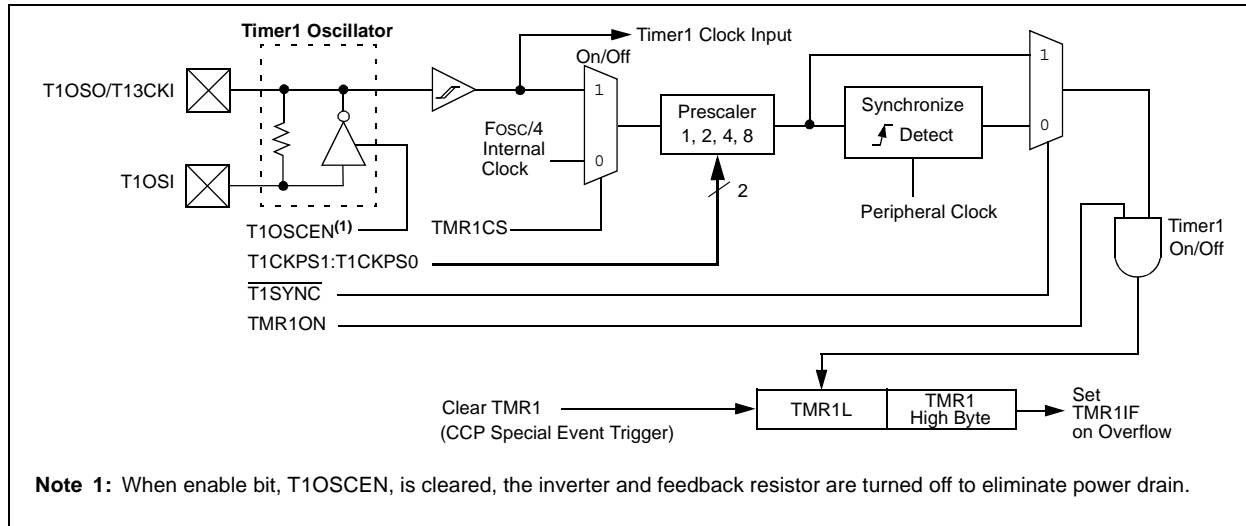 Timer1 Oscillator
Timer1 Clock Input
On/Off
T1OSO/T13CKI
1
1
Prescaler
1, 2, 4, 8
Synchronize
Detect
FOSC/4
Internal
Clock
0
0
T1OSI
2
Peripheral Clock
T1OSCEN(1)
TMR1CS
Timer1
On/Off
T1CKPS1:T1CKPS0
T1SYNC
TMR1ON
Clear TMR1
(CCP Special Event Trigger)
TMR1L
TMR1
High Byte
Set
TMR1IF
on Overflow
Note 1: When enable bit, T1OSCEN, is cleared, the inverter and feedback resistor are turned off to eliminate power drain.